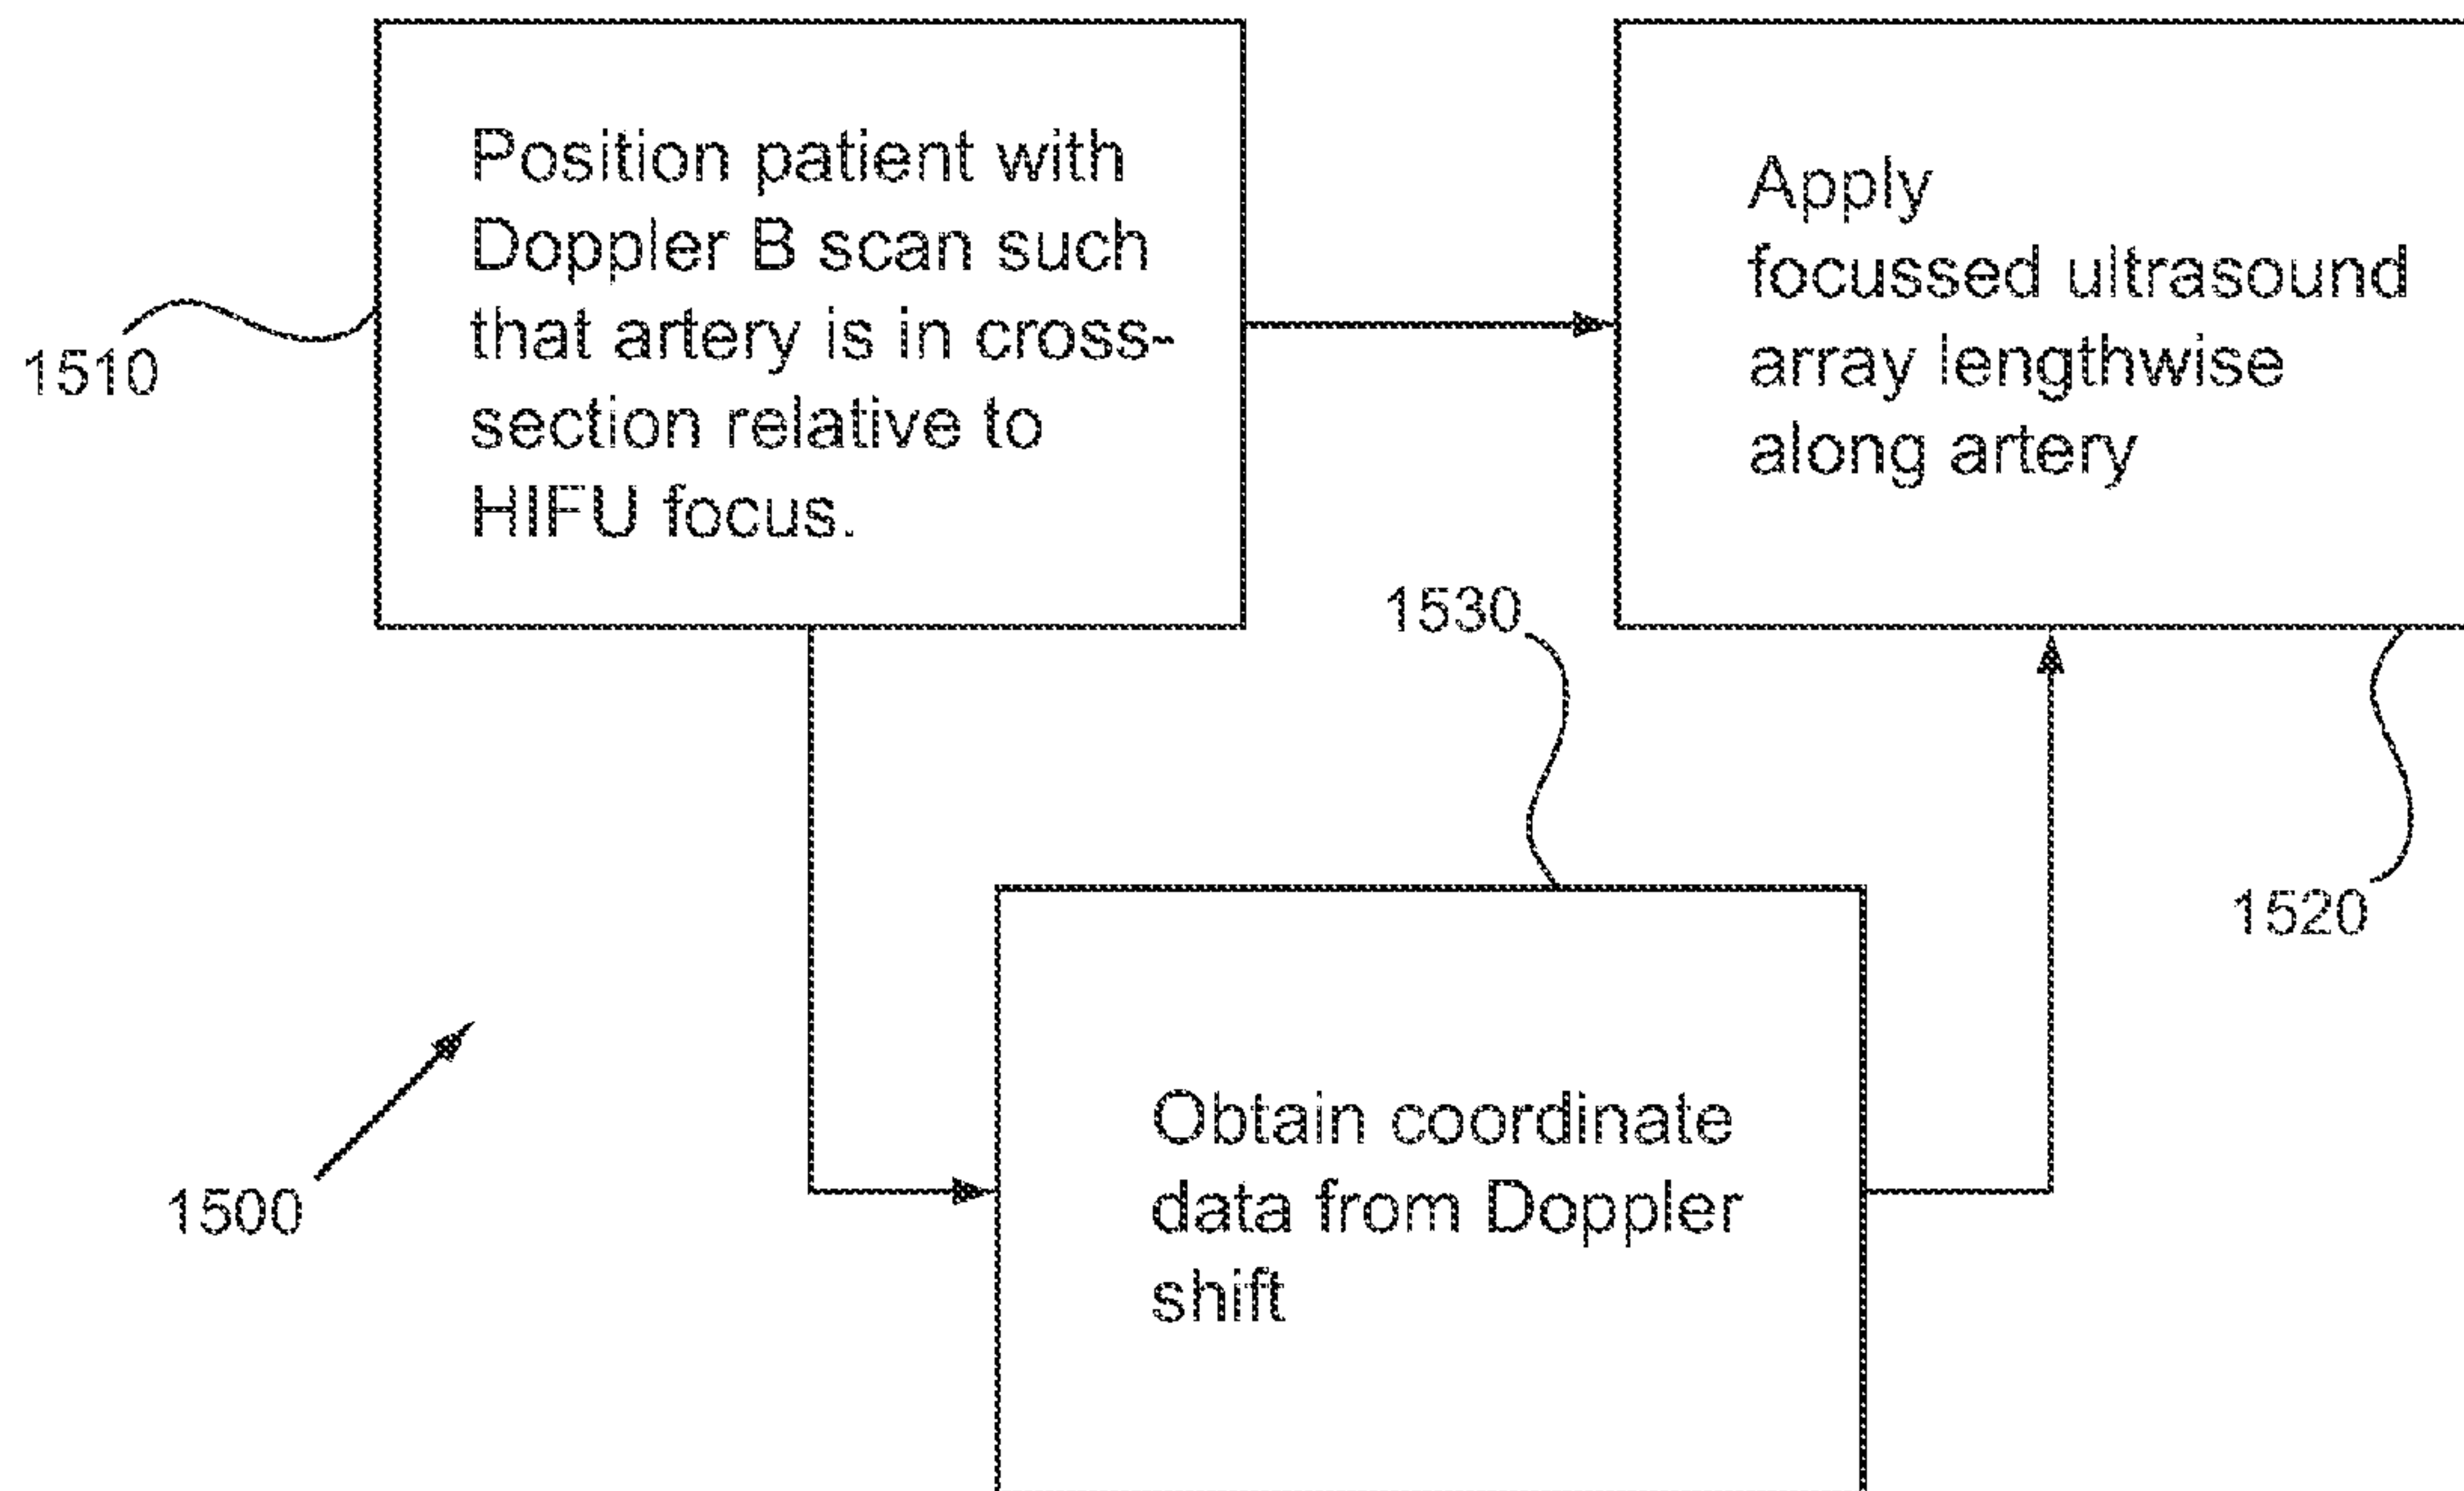 Position patient with
Doppler B scan such
that artery is in cross-
section relative to
HIFU focus.
1510
Apply
focussed ultrasound
array lengthwise
along artery
1530
1520
Obtain coordinate
data from Doppler
shift
1500